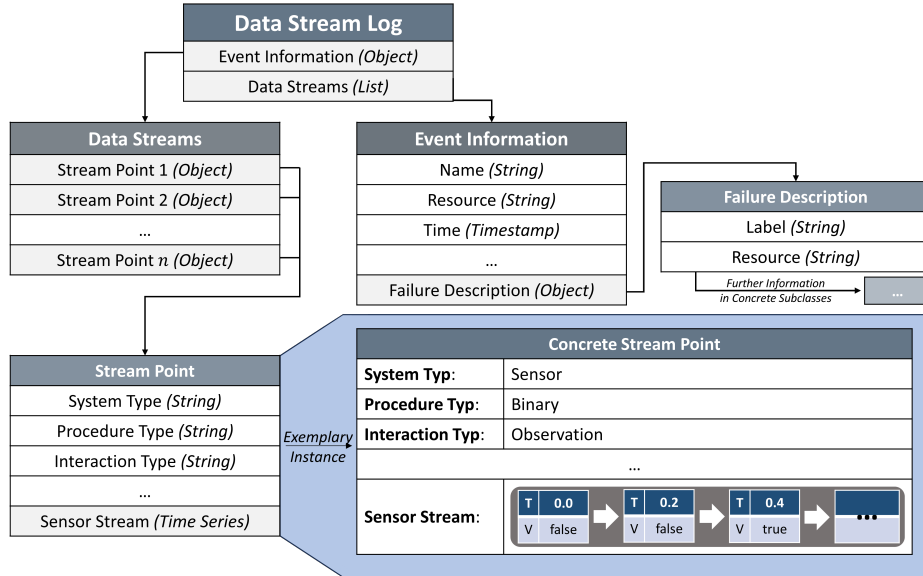 Data Stream Log
Event Information (Object)
Data Streams (List)
Data Streams
Stream Point 1 (Object)
Stream Point 2 (Object)
...
Stream Point n (Object)
Event Information
Name (String)
Resource (String)
Time (Timestamp)
...
Failure Description (Object)
Failure Description
Label (String)
Resource (String)
Further Information
in Concrete Subclasses
...
Stream Point
System Type (String)
Procedure Type (String)
Interaction Type (String)
...
Sensor Stream (Time Series)
Exemplary
Instance
Concrete Stream Point
System Typ: Sensor
Procedure Typ: Binary
Interaction Typ: Observation
...
Sensor Stream:
T 0.0 T 0.2 T 0.4 ...
V false V false V true